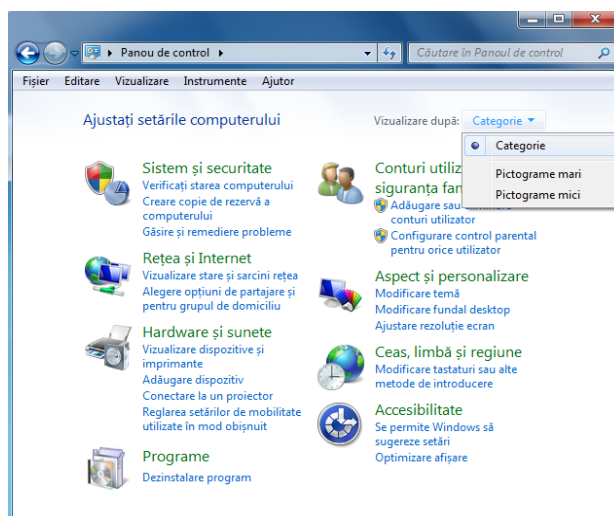 Panou de control
Căutare în Panoul de control
Fișier Editare Vizualizare Instrumente Ajutor
Ajustați setările computerului
Vizualizare după: Categorie
Categorie
Pictograme mari
Pictograme mici
Sistem și securitate
Verificați starea computerului
Creare copie de rezervă a
computerului
Găsire și remediere probleme
Rețea și Internet
Vizualizare stare și sarcini rețea
Alegere opțiuni de partajare și
pentru grupul de domiciliu
Hardware și sunete
Vizualizare dispozitive și
imprimante
Adăugare dispozitiv
Conectare la un proiector
Reglarea setărilor de mobilitate
utilizate în mod obișnuit
Programe
Dezinstalare program
Conturi
siguranța
Adăugare sau
conturi utilizator
Configurare control parental
pentru orice utilizator
Aspect și personalizare
Modificare temă
Modificare fundal desktop
Ajustare rezoluție ecran
Ceas, limbă și regiune
Modificare tastaturi sau alte
metode de introducere
Accesibilitate
Se permite Windows să
sugereze setări
Optimizare afișare